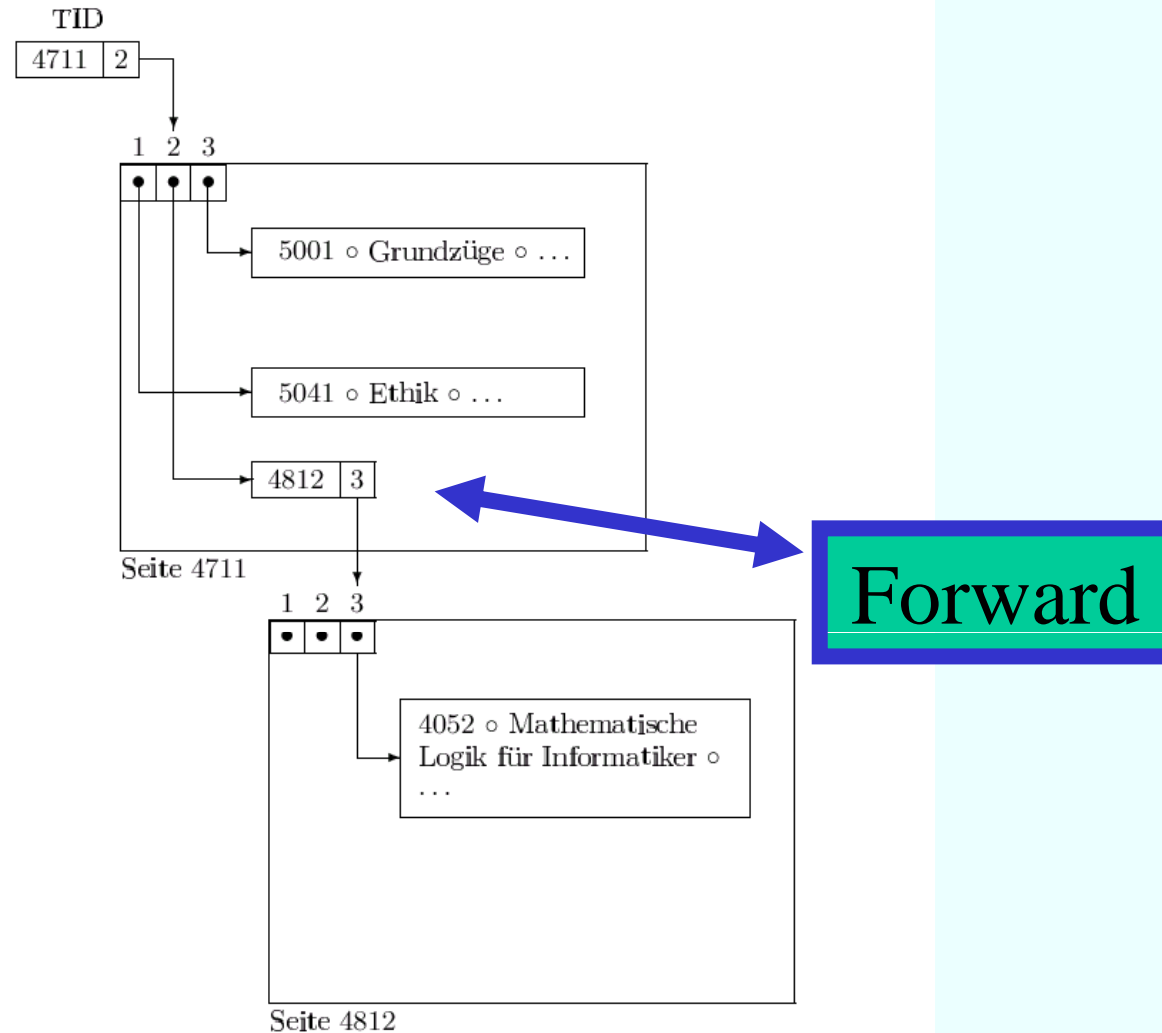 TID
4711 2
1 2 3
5001 ○ Grundzüge ○ ...
5041 ○ Ethik ○ ...
4812 3
Seite 4711
Forward
1 2 3
4052 ○ Mathematische
Logik für Informatiker ○
...
Seite 4812